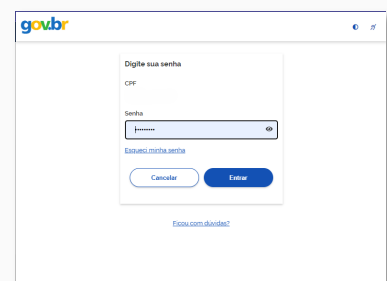 gov.br
Digite sua senha
CPF
Senha
Esqueci minha senha
Cancelar
Entrar
Ficou com dúvidas?